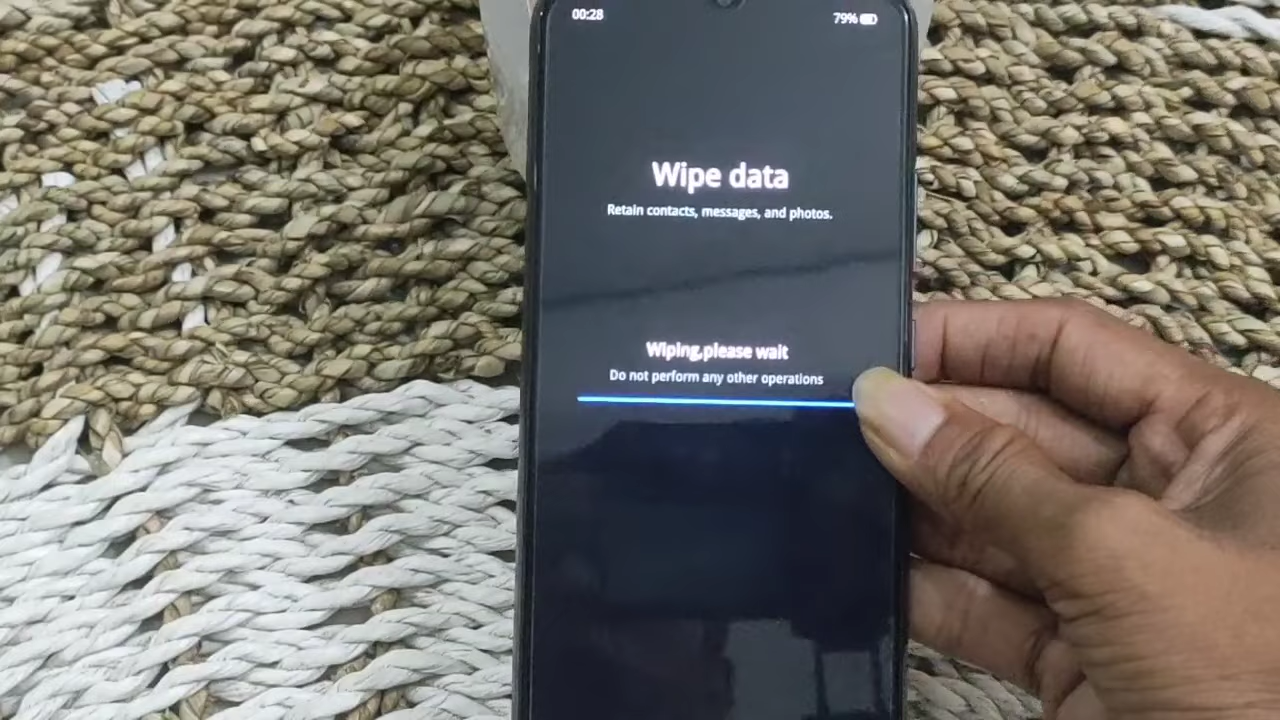 00:28
79%
Wipe data
Retain contacts, messages, and photos.
Wiping,please wait
Do not perform any other operations